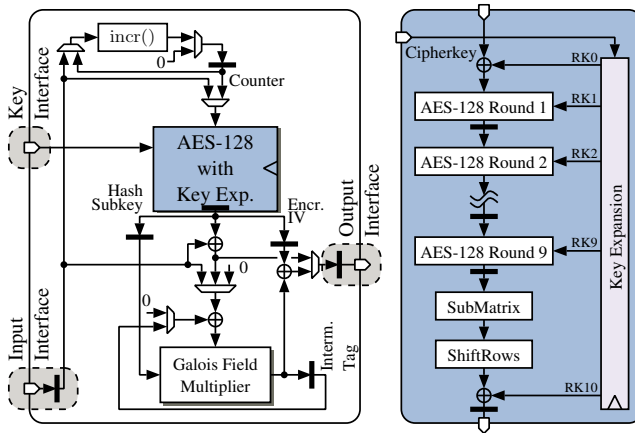 incr()
0
Counter
Key
Interface
AES-128
with
Key Exp.
Hash
Subkey
Encr.
IV
Output
Interface
0
0
Input
Interface
Galois Field
Multiplier
Interm.
Tag
Cipherkey
RK0
AES-128 Round 1
RK1
AES-128 Round 2
RK2
AES-128 Round 9
RK9
SubMatrix
ShiftRows
RK10
Key Expansion